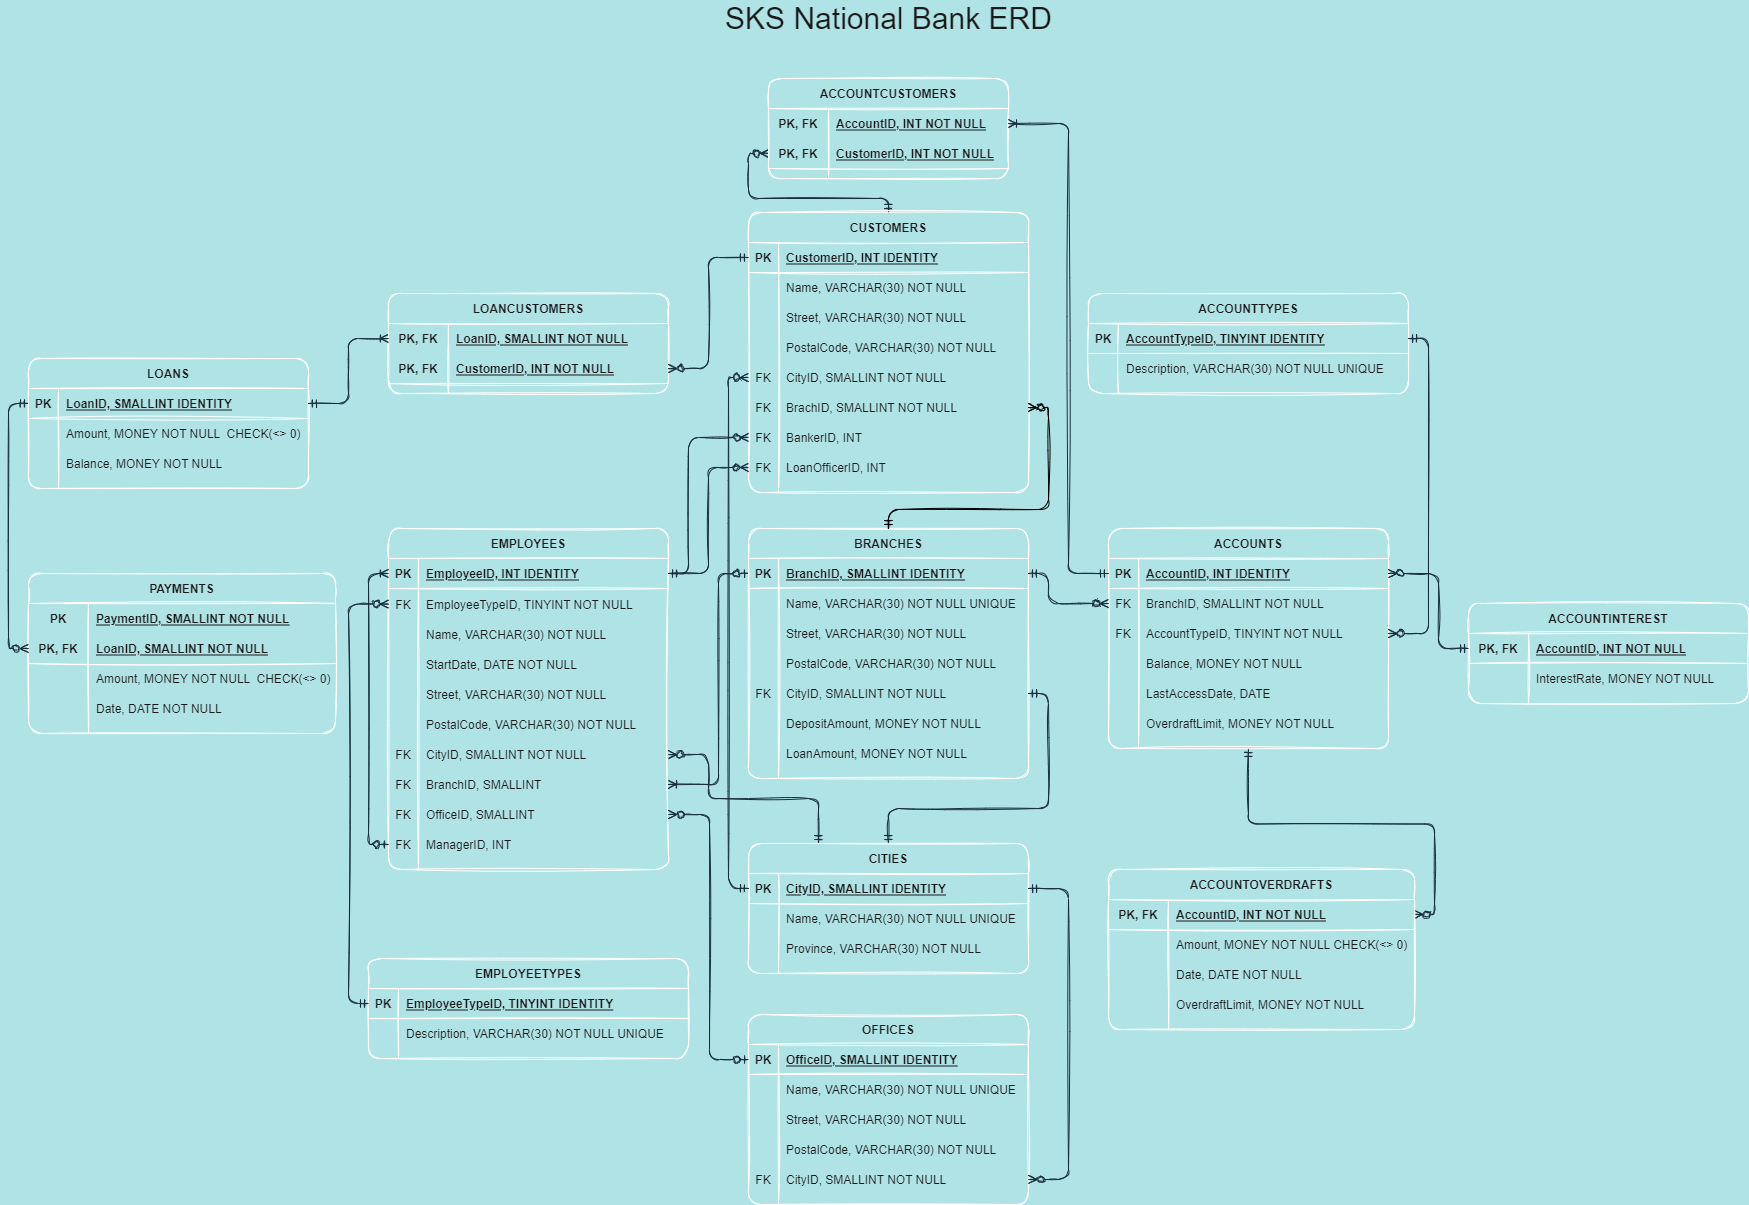 SKS National Bank ERD
ACCOUNTCUSTOMERS
PK, FK AccountID, INT NOT NULL
PK, FK CustomerID, INT NOT NULL
CUSTOMERS
PK CustomerID, INT IDENTITY
Name, VARCHAR(30) NOT NULL
Street, VARCHAR(30) NOT NULL
PostalCode, VARCHAR(30) NOT NULL
FK CityID, SMALLINT NOT NULL
FK BrachID, SMALLINT NOT NULL
FK BankerID, INT
FK LoanOfficerID, INT
LOANCUSTOMERS
PK, FK LoanID, SMALLINT NOT NULL
PK, FK CustomerID, INT NOT NULL
ACCOUNTTYPES
PK AccountTypeID, TINYINT IDENTITY
Description, VARCHAR(30) NOT NULL UNIQUE
LOANS
PK LoanID, SMALLINT IDENTITY
Amount, MONEY NOT NULL CHECK(<> 0)
Balance, MONEY NOT NULL
PAYMENTS
PK PaymentID, SMALLINT NOT NULL
PK, FK LoanID, SMALLINT NOT NULL
Amount, MONEY NOT NULL CHECK(<> 0)
Date, DATE NOT NULL
EMPLOYEES
PK EmployeeID, INT IDENTITY
FK EmployeeTypeID, TINYINT NOT NULL
Name, VARCHAR(30) NOT NULL
StartDate, DATE NOT NULL
Street, VARCHAR(30) NOT NULL
PostalCode, VARCHAR(30) NOT NULL
FK CityID, SMALLINT NOT NULL
FK BranchID, SMALLINT
FK OfficeID, SMALLINT
FK ManagerID, INT
BRANCHES
PK BranchID, SMALLINT IDENTITY
Name, VARCHAR(30) NOT NULL UNIQUE
Street, VARCHAR(30) NOT NULL
PostalCode, VARCHAR(30) NOT NULL
FK CityID, SMALLINT NOT NULL
DepositAmount, MONEY NOT NULL
LoanAmount, MONEY NOT NULL
ACCOUNTS
PK AccountID, INT IDENTITY
FK BranchID, SMALLINT NOT NULL
FK AccountTypeID, TINYINT NOT NULL
Balance, MONEY NOT NULL
LastAccessDate, DATE
OverdraftLimit, MONEY NOT NULL
ACCOUNTINTEREST
PK, FK AccountID, INT NOT NULL
InterestRate, MONEY NOT NULL
CITIES
PK CityID, SMALLINT IDENTITY
Name, VARCHAR(30) NOT NULL UNIQUE
Province, VARCHAR(30) NOT NULL
ACCOUNTOVERDRAFTS
PK, FK AccountID, INT NOT NULL
Amount, MONEY NOT NULL CHECK(<> 0)
Date, DATE NOT NULL
OverdraftLimit, MONEY NOT NULL
EMPLOYEETYPES
PK EmployeeTypeID, TINYINT IDENTITY
Description, VARCHAR(30) NOT NULL UNIQUE
OFFICES
PK OfficeID, SMALLINT IDENTITY
Name, VARCHAR(30) NOT NULL UNIQUE
Street, VARCHAR(30) NOT NULL
PostalCode, VARCHAR(30) NOT NULL
FK CityID, SMALLINT NOT NULL